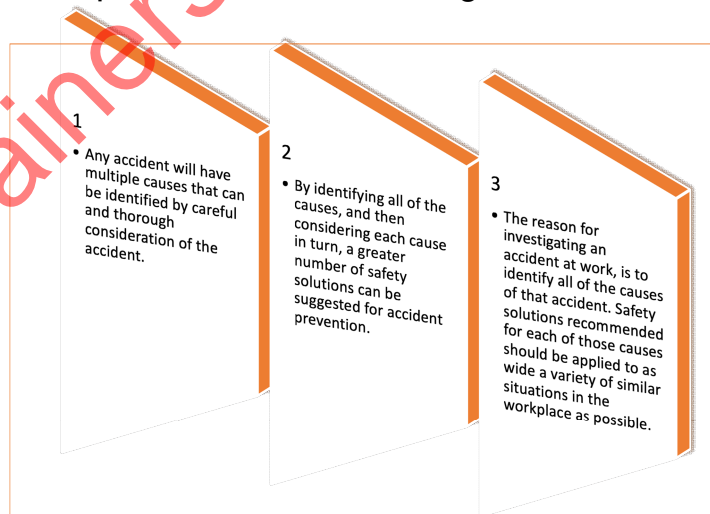 1
• Any accident will have
multiple causes that can
be identified by careful
and thorough
consideration of the
accident.
2
• By identifying all of the
causes, and then
considering each cause
in turn, a greater
number of safety
solutions can be
suggested for accident
prevention.
3
• The reason for
investigating an
accident at work, is to
identify all of the causes
of that accident. Safety
solutions recommended
for each of those causes
should be applied to as
wide a variety of similar
situations in the
workplace as possible.